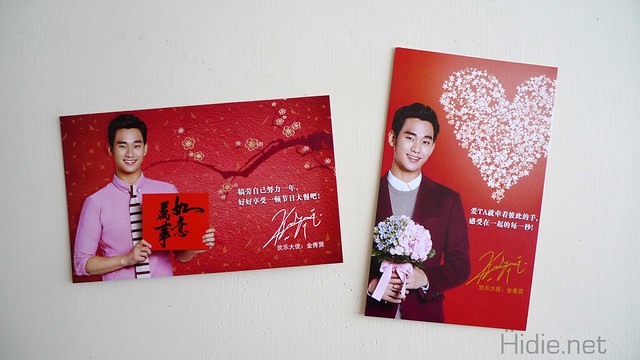 萬事
如意
犒劳自己努力一年，
好好享受一顿节日大餐吧！
欢乐大使：金秀贤
爱TA就牵着彼此的手，
感受在一起的每一秒！
欢乐大使：金秀贤
Hidie.net